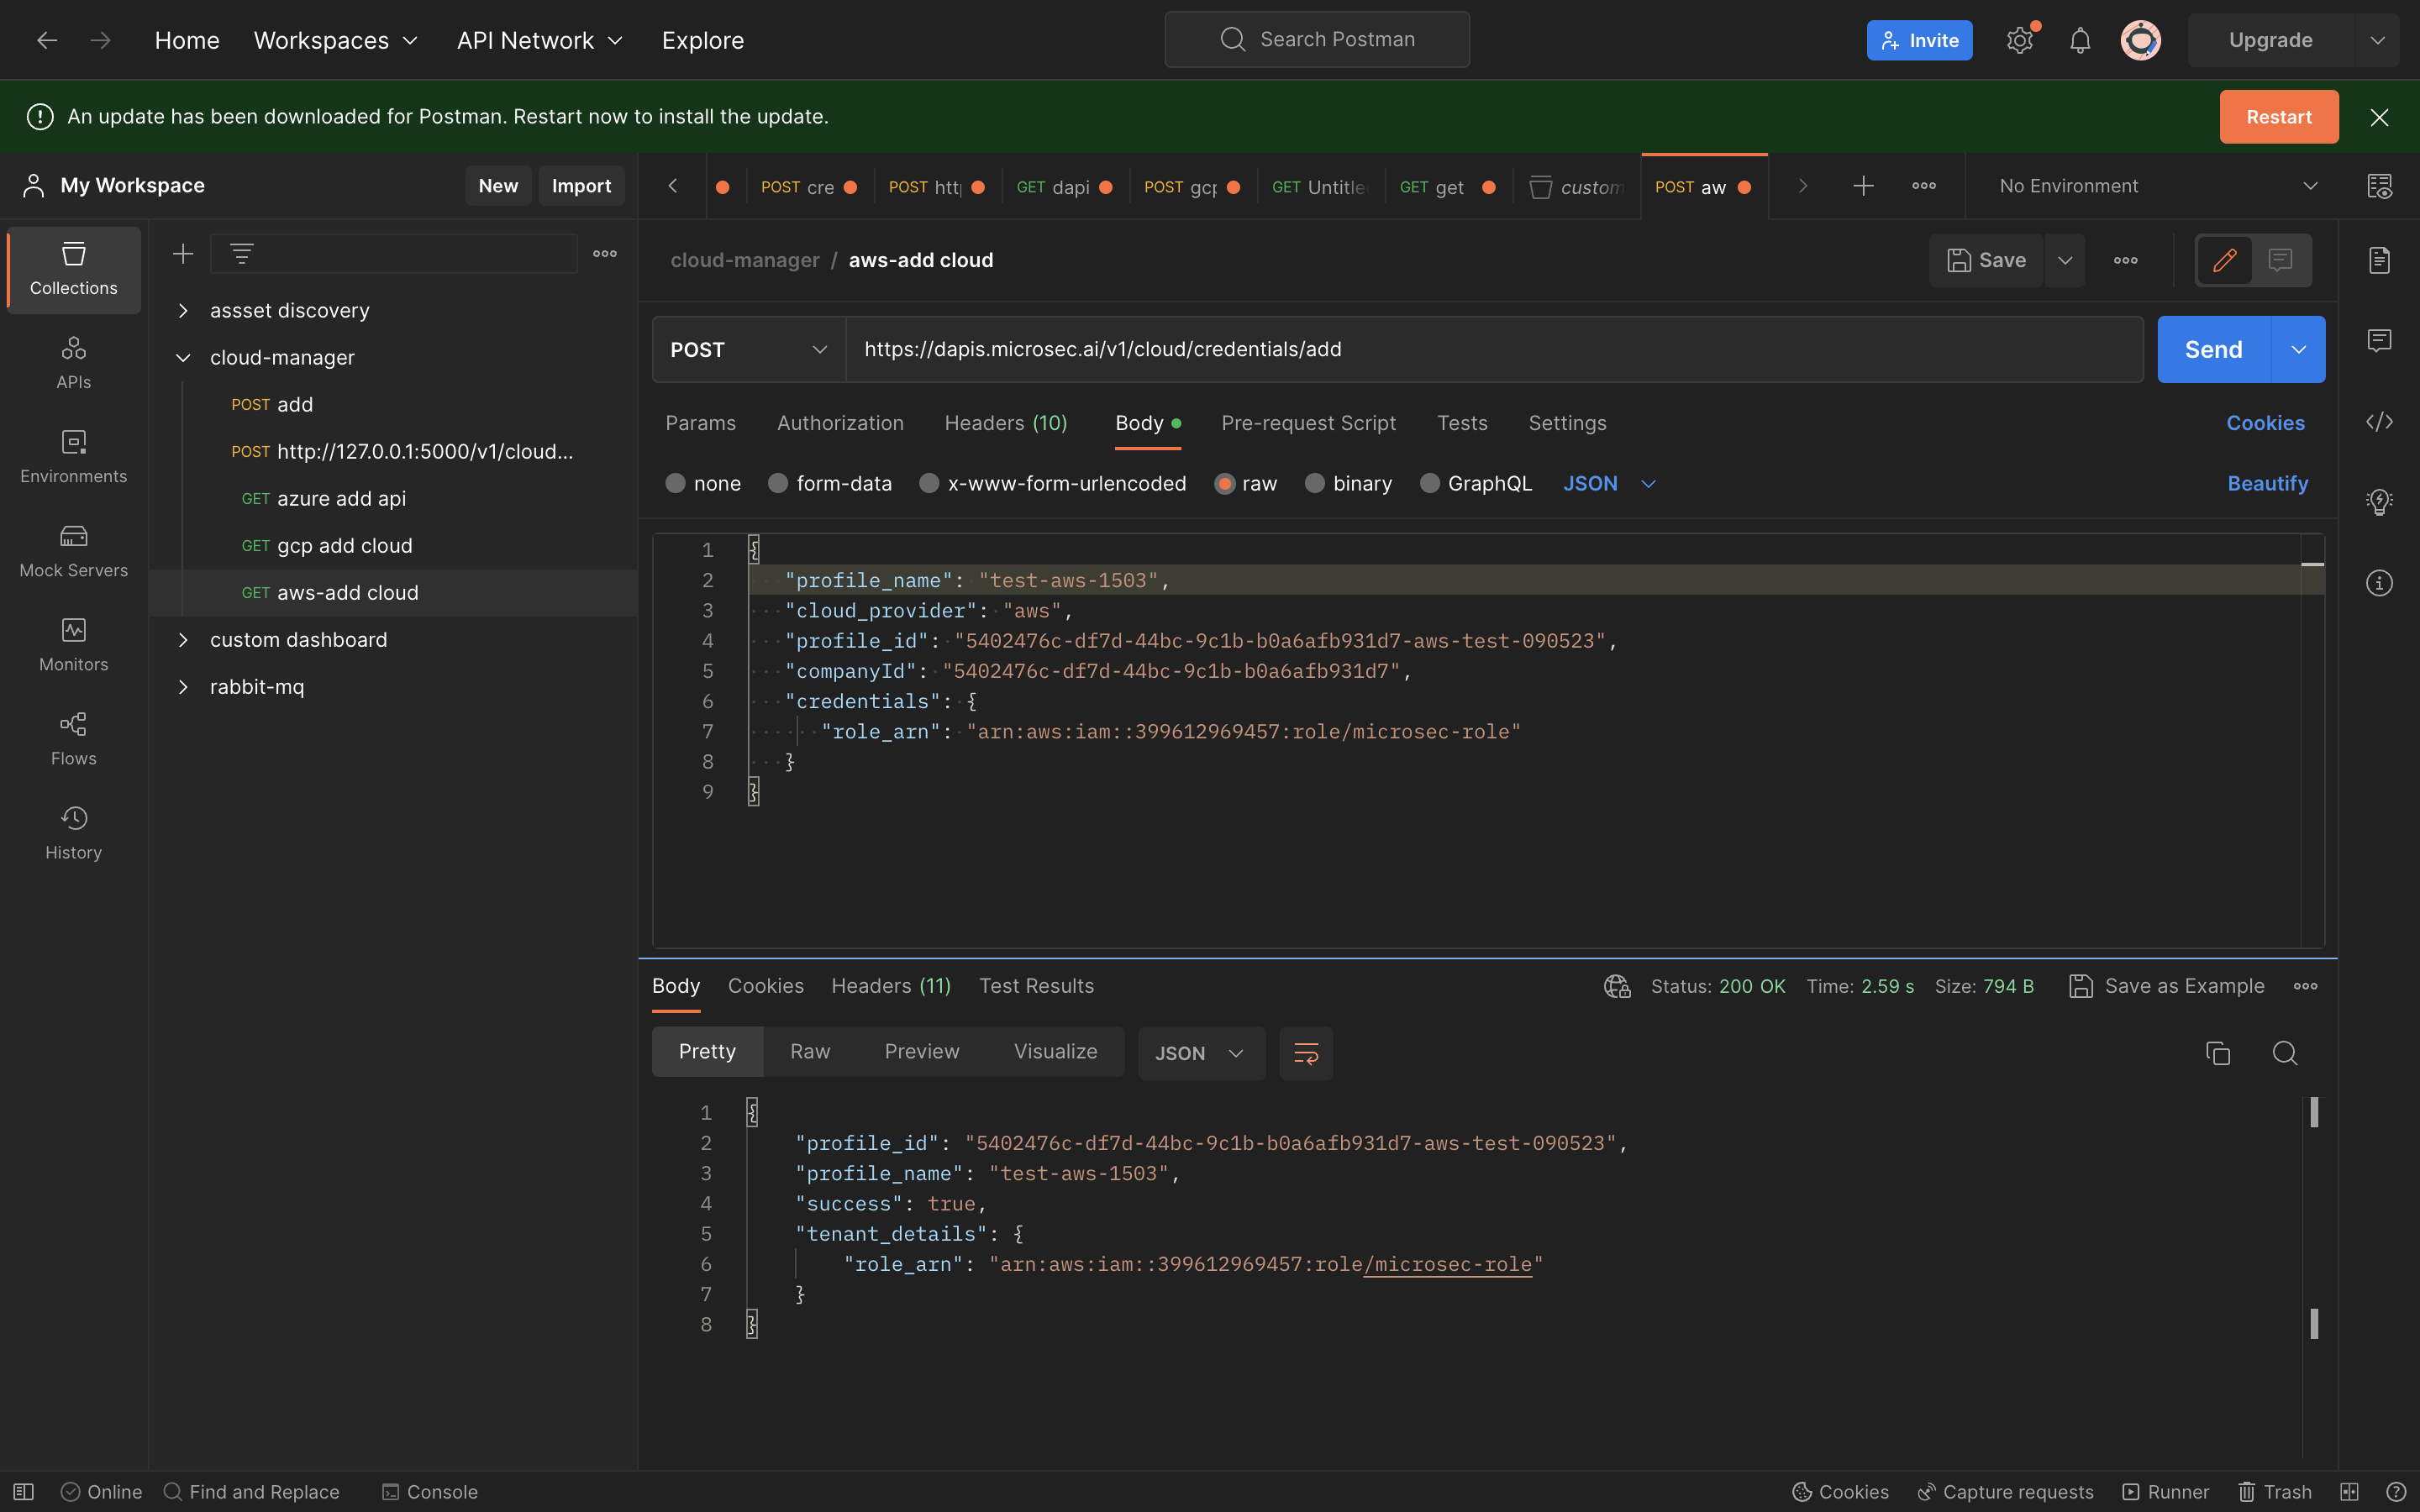 Home Workspaces API Network Explore Search Postman Invite Upgrade
An update has been downloaded for Postman. Restart now to install the update. Restart
My Workspace New Import
POST cre POST http GET dapi POST gcp GET Untitle GET get custom POST aw No Environment
Collections
APIs
Environments
Mock Servers
Monitors
Flows
History
assset discovery
cloud-manager
POST add
POST http://127.0.0.1:5000/v1/cloud...
GET azure add api
GET gcp add cloud
GET aws-add cloud
custom dashboard
rabbit-mq
cloud-manager / aws-add cloud Save
POST https://dapis.microsec.ai/v1/cloud/credentials/add Send
Params Authorization Headers (10) Body Pre-request Script Tests Settings Cookies
none form-data x-www-form-urlencoded raw binary GraphQL JSON Beautify
1 {
2 "profile_name": "test-aws-1503",
3 "cloud_provider": "aws",
4 "profile_id": "5402476c-df7d-44bc-9c1b-b0a6afb931d7-aws-test-090523",
5 "companyId": "5402476c-df7d-44bc-9c1b-b0a6afb931d7",
6 "credentials": {
7 "role_arn": "arn:aws:iam::399612969457:role/microsec-role"
8 }
9 }
Body Cookies Headers (11) Test Results Status: 200 OK Time: 2.59 s Size: 794 B Save as Example
Pretty Raw Preview Visualize JSON
1 {
2 "profile_id": "5402476c-df7d-44bc-9c1b-b0a6afb931d7-aws-test-090523",
3 "profile_name": "test-aws-1503",
4 "success": true,
5 "tenant_details": {
6 "role_arn": "arn:aws:iam::399612969457:role/microsec-role"
7 }
8 }
Online Find and Replace Console Cookies Capture requests Runner Trash